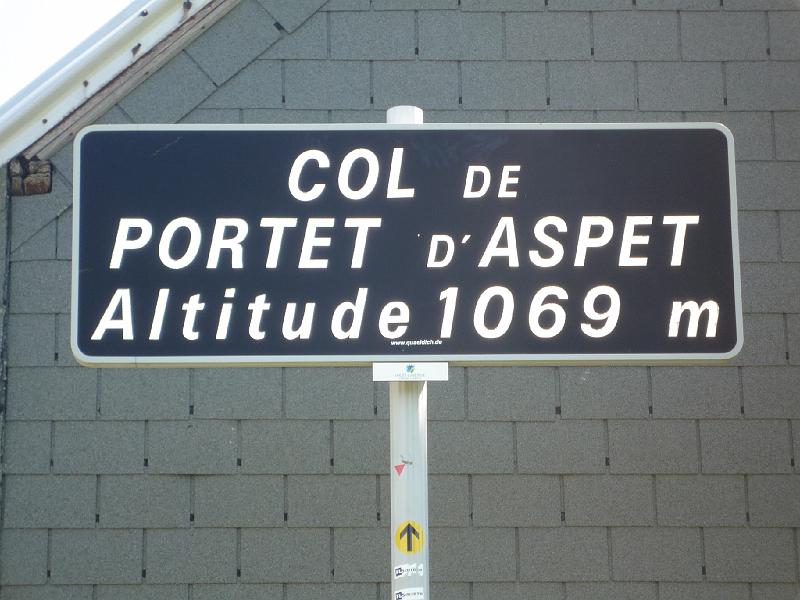 COL DE
PORTET D'ASPET
Altitude 1069 m
www.quaeldich.de